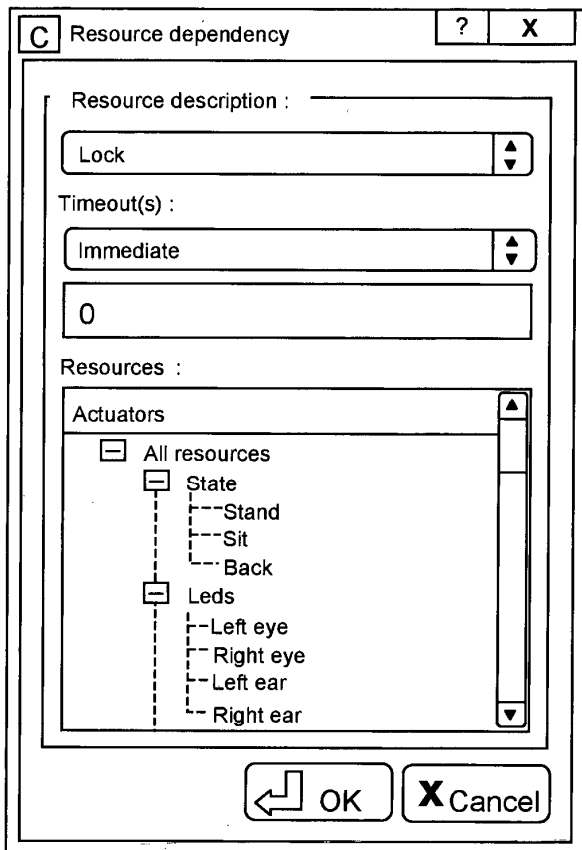 C Resource dependency ? X
Resource description :
Lock
Timeout(s) :
Immediate
0
Resources :
Actuators
All resources
State
Stand
Sit
Back
Leds
Left eye
Right eye
Left ear
Right ear
OK X Cancel